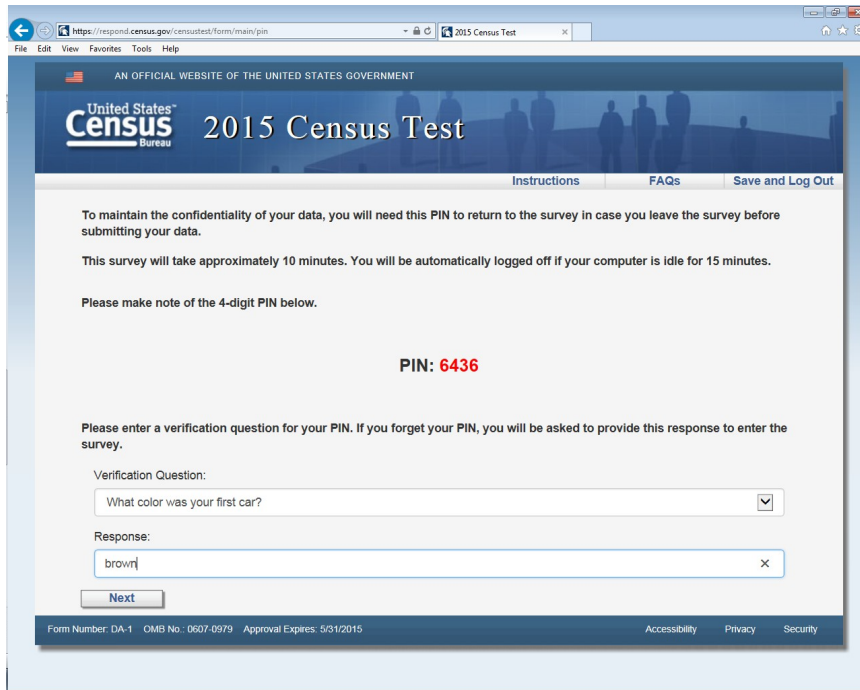 https://respond.census.gov/censustest/form/main/pin
2015 Census Test
File Edit View Favorites Tools Help
AN OFFICIAL WEBSITE OF THE UNITED STATES GOVERNMENT
United States™
Census
Bureau
2015 Census Test
Instructions FAQs Save and Log Out
To maintain the confidentiality of your data, you will need this PIN to return to the survey in case you leave the survey before
submitting your data.
This survey will take approximately 10 minutes. You will be automatically logged off if your computer is idle for 15 minutes.
Please make note of the 4-digit PIN below.
PIN: 6436
Please enter a verification question for your PIN. If you forget your PIN, you will be asked to provide this response to enter the
survey.
Verification Question:
What color was your first car?
Response:
brown
Next
Form Number: DA-1 OMB No.: 0607-0979 Approval Expires: 5/31/2015 Accessibility Privacy Security